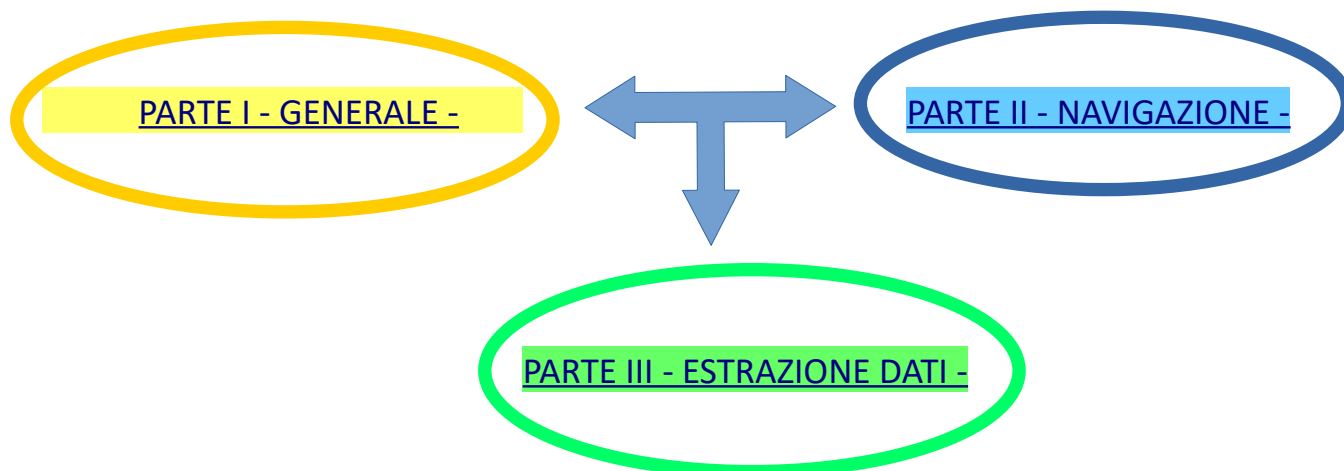 PARTE I - GENERALE -
PARTE II - NAVIGAZIONE -
PARTE III - ESTRAZIONE DATI -